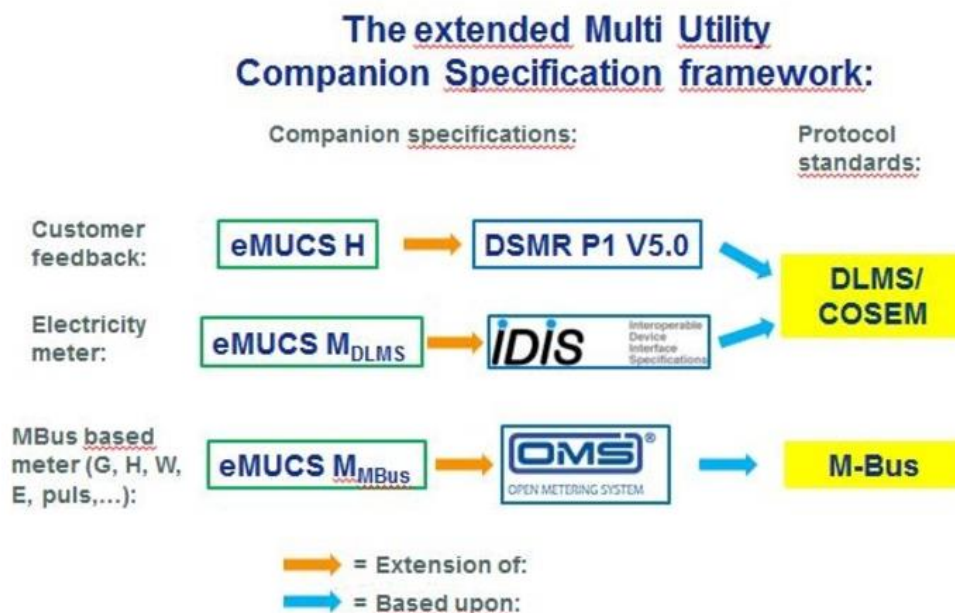 The extended Multi Utility
Companion Specification framework:
Companion specifications:
Protocol
standards:
Customer
feedback:
eMUCS H
DSMR P1 V5.0
DLMS/
COSEM
Electricity
meter:
eMUCS MDLMS
iDiS
Interoperable
Device
Interface
Specifications
MBus based
meter (G, H, W,
E, puls,...):
eMUCS MMBus
OMS®
OPEN METERING SYSTEM
M-Bus
= Extension of:
= Based upon: